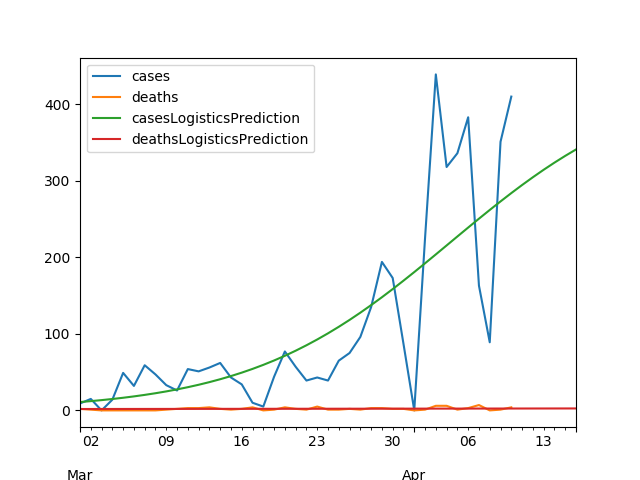 cases
deaths
casesLogisticsPrediction
deathsLogisticsPrediction
400
300
200
100
0
02 09 16 23 30 06 13
Mar Apr